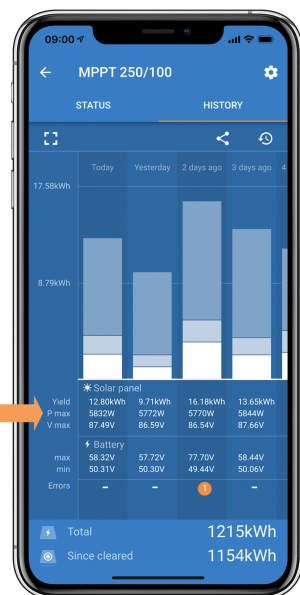 09:00
MPPT 250/100
STATUS HISTORY
Today Yesterday 2 days ago 3 days ago 4
17.58kWh
8.79kWh
Solar panel
Yield 12.80kWh 9.71kWh 16.18kWh 13.65kWh
P max 5832W 5772W 5770W 5844W
V max 87.49V 86.59V 86.54V 87.66V
Battery
max 58.32V 57.72V 77.70V 58.44V
min 50.31V 50.30V 49.44V 50.06V
Errors – – 1 –
Total 1215kWh
Since cleared 1154kWh